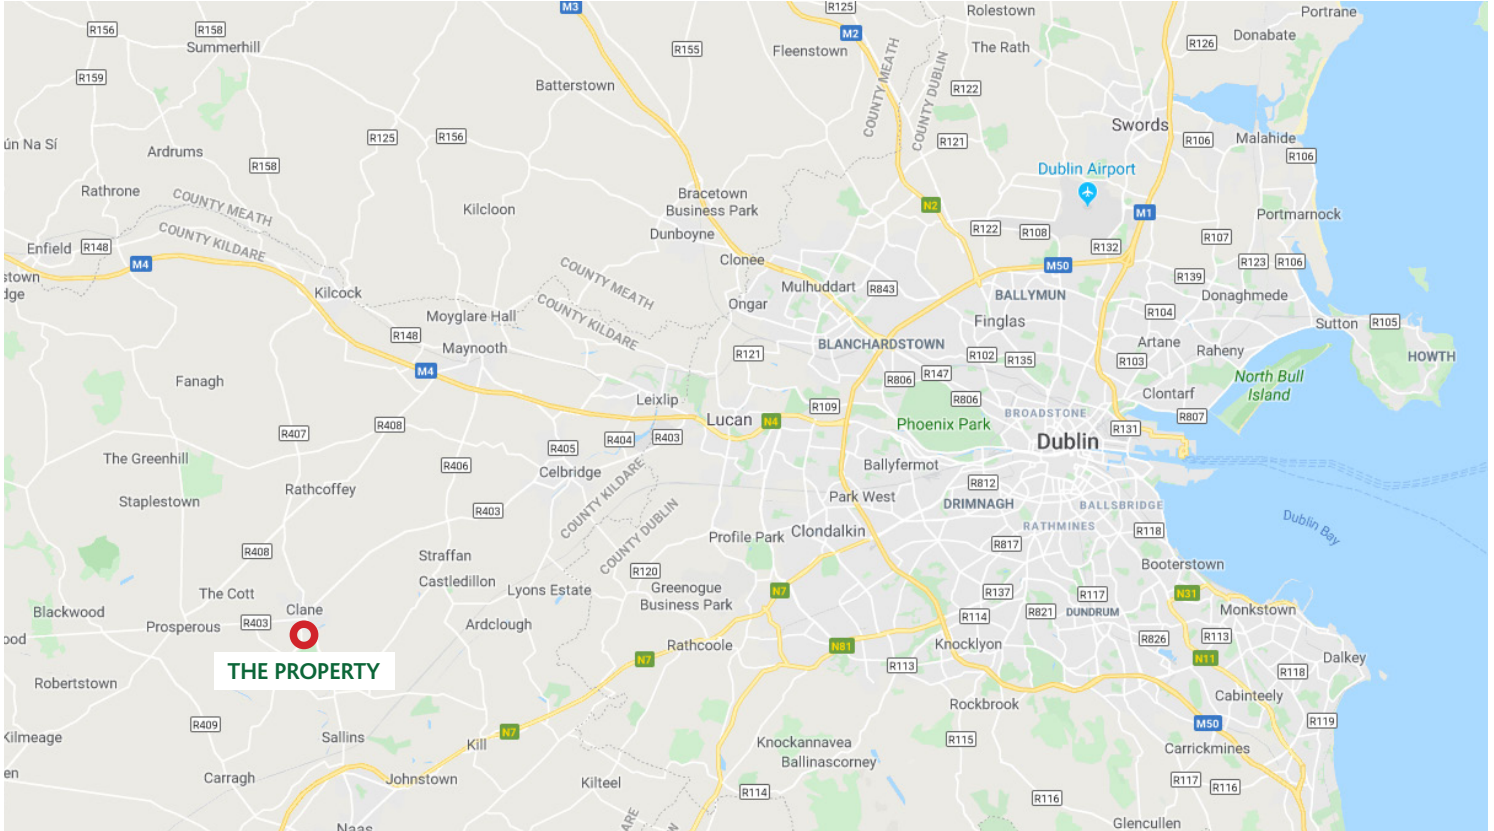 M3
R125
Rolestown
Portrane
R156
R158
M2
Donabate
Summerhill
R155
Fleenstown
The Rath
R126
R159
Batterstown
COUNTY MEATH
COUNTY DUBLIN
R122
ún Na Sí
R125
R156
R121
Swords
R106
Malahide
Ardrums
R158
R106
Dublin Airport
Rathrone
COUNTY MEATH
Kilcloon
Bracetown
Business Park
N2
M1
Portmarnock
Enfield
R148
COUNTY KILDARE
Dunboyne
R122
R108
R132
R107
M4
Clonee
M50
R123
R106
stown
dge
Kilcock
COUNTY MEATH
COUNTY KILDARE
Mulhuddart
R843
R139
BALLYMUN
Donaghmede
Ongar
Moyglare Hall
R104
Finglas
Sutton
R105
R148
Maynooth
BLANCHARDSTOWN
Artane
Raheny
R121
R102
R135
R103
HOWTH
M4
Fanagh
R806
R147
North Bull
Island
Clontarf
Leixlip
R806
R109
R807
BROADSTONE
R408
Lucan
N4
Phoenix Park
R131
R407
R404
R403
Dublin
R405
The Greenhill
R406
Celbridge
Ballyfermot
Rathcoffey
R812
Staplestown
COUNTY KILDARE
COUNTY DUBLIN
Park West
DRIMNAGH
BALLSBRIDGE
R403
RATHMINES
Dublin Bay
Profile Park
Clondalkin
R118
R408
Straffan
R817
Booterstown
R120
Castledillon
Lyons Estate
Greenogue
Business Park
N7
R137
R117
N31
The Cott
Blackwood
Clane
R821
DUNDRUM
Monkstown
R403
Prosperous
Ardclough
R114
ood
Rathcoole
N81
Knocklyon
R826
R113
N7
R113
N11
Dalkey
THE PROPERTY
R118
Robertstown
Cabinteely
Rockbrook
R409
M50
R119
Kilmeage
Sallins
Kill
N7
Knockannavea
R115
Carrickmines
Ballinascorney
en
Carragh
Johnstown
Kilteel
R117
R116
R114
R116
Naas
ARE
N
Glencullen